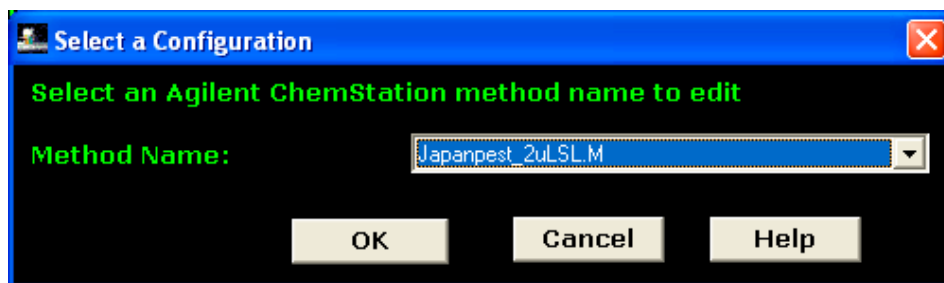 Select a Configuration
Select an Agilent ChemStation method name to edit
Method Name: Japanpest_2uLSL.M
OK Cancel Help